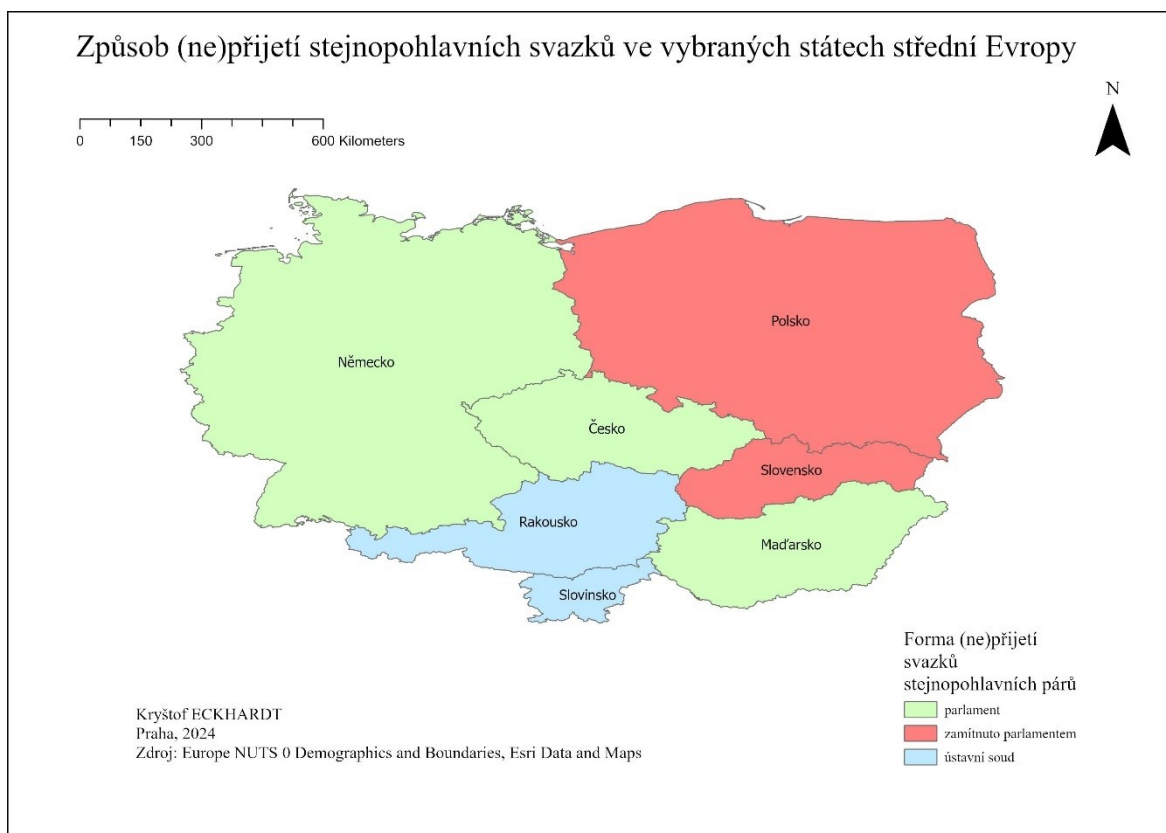 Způsob (ne)přijetí stejnopohlavních svazků ve vybraných státech střední Evropy
N
0 150 300 600 Kilometers
Polsko
Německo
Česko
Slovensko
Rakousko
Maďarsko
Slovinsko
Forma (ne)přijetí
svazků
stejnopohlavních párů
parlament
zamítnuto parlamentem
ústavní soud
Kryštof ECKHARDT
Praha, 2024
Zdroj: Europe NUTS 0 Demographics and Boundaries, Esri Data and Maps